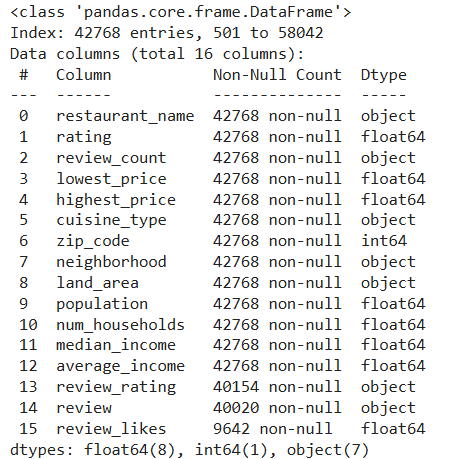 <class 'pandas.core.frame.DataFrame'>
Index: 42768 entries, 501 to 58042
Data columns (total 16 columns):
 #   Column           Non-Null Count  Dtype
---  ------           --------------  -----
 0   restaurant_name  42768 non-null  object
 1   rating           42768 non-null  float64
 2   review_count     42768 non-null  object
 3   lowest_price     42768 non-null  float64
 4   highest_price    42768 non-null  float64
 5   cuisine_type     42768 non-null  object
 6   zip_code         42768 non-null  int64
 7   neighborhood     42768 non-null  object
 8   land_area        42768 non-null  object
 9   population       42768 non-null  float64
 10  num_households   42768 non-null  float64
 11  median_income    42768 non-null  float64
 12  average_income   42768 non-null  float64
 13  review_rating    40154 non-null  object
 14  review           40020 non-null  object
 15  review_likes     9642 non-null   float64
dtypes: float64(8), int64(1), object(7)